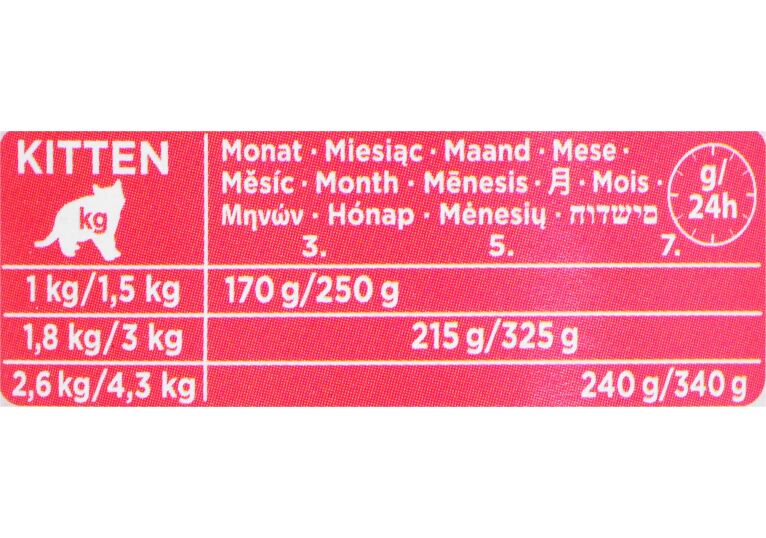 KITTEN
kg
Monat · Miesiąc · Maand · Mese ·
Měsíc · Month · Mēnesis · 月 · Mois ·
Μηνών · Hónap · Mėnesių · םישדוח
g/
24h
3. 5. 7.
1 kg/1,5 kg 170 g/250 g
1,8 kg/3 kg 215 g/325 g
2,6 kg/4,3 kg 240 g/340 g